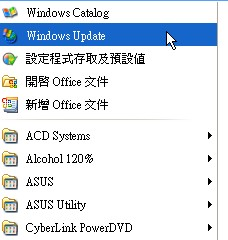 Windows Catalog
Windows Update
設定程式存取及預設值
開啟 Office 文件
新增 Office 文件
ACD Systems
Alcohol 120%
ASUS
ASUS Utility
CyberLink PowerDVD